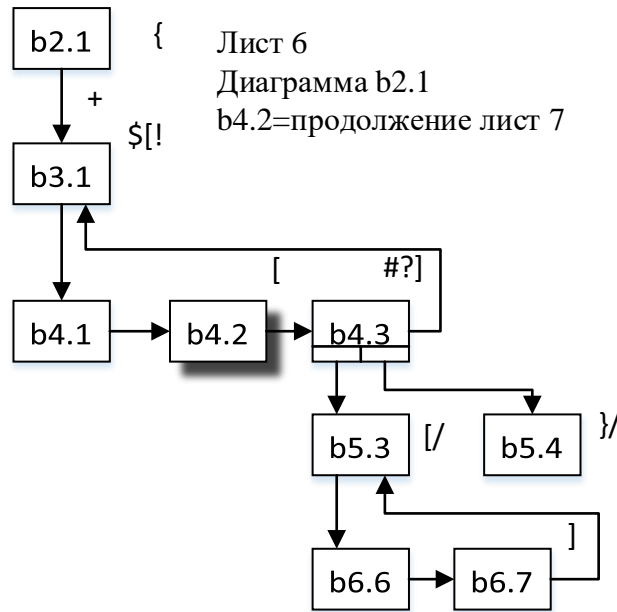 b2.1
{
Лист 6
Диаграмма b2.1
b4.2=продолжение лист 7
+
$[!
b3.1
[
#?]
b4.1
b4.2
b4.3
b5.3
[/
b5.4
}/
]
b6.6
b6.7